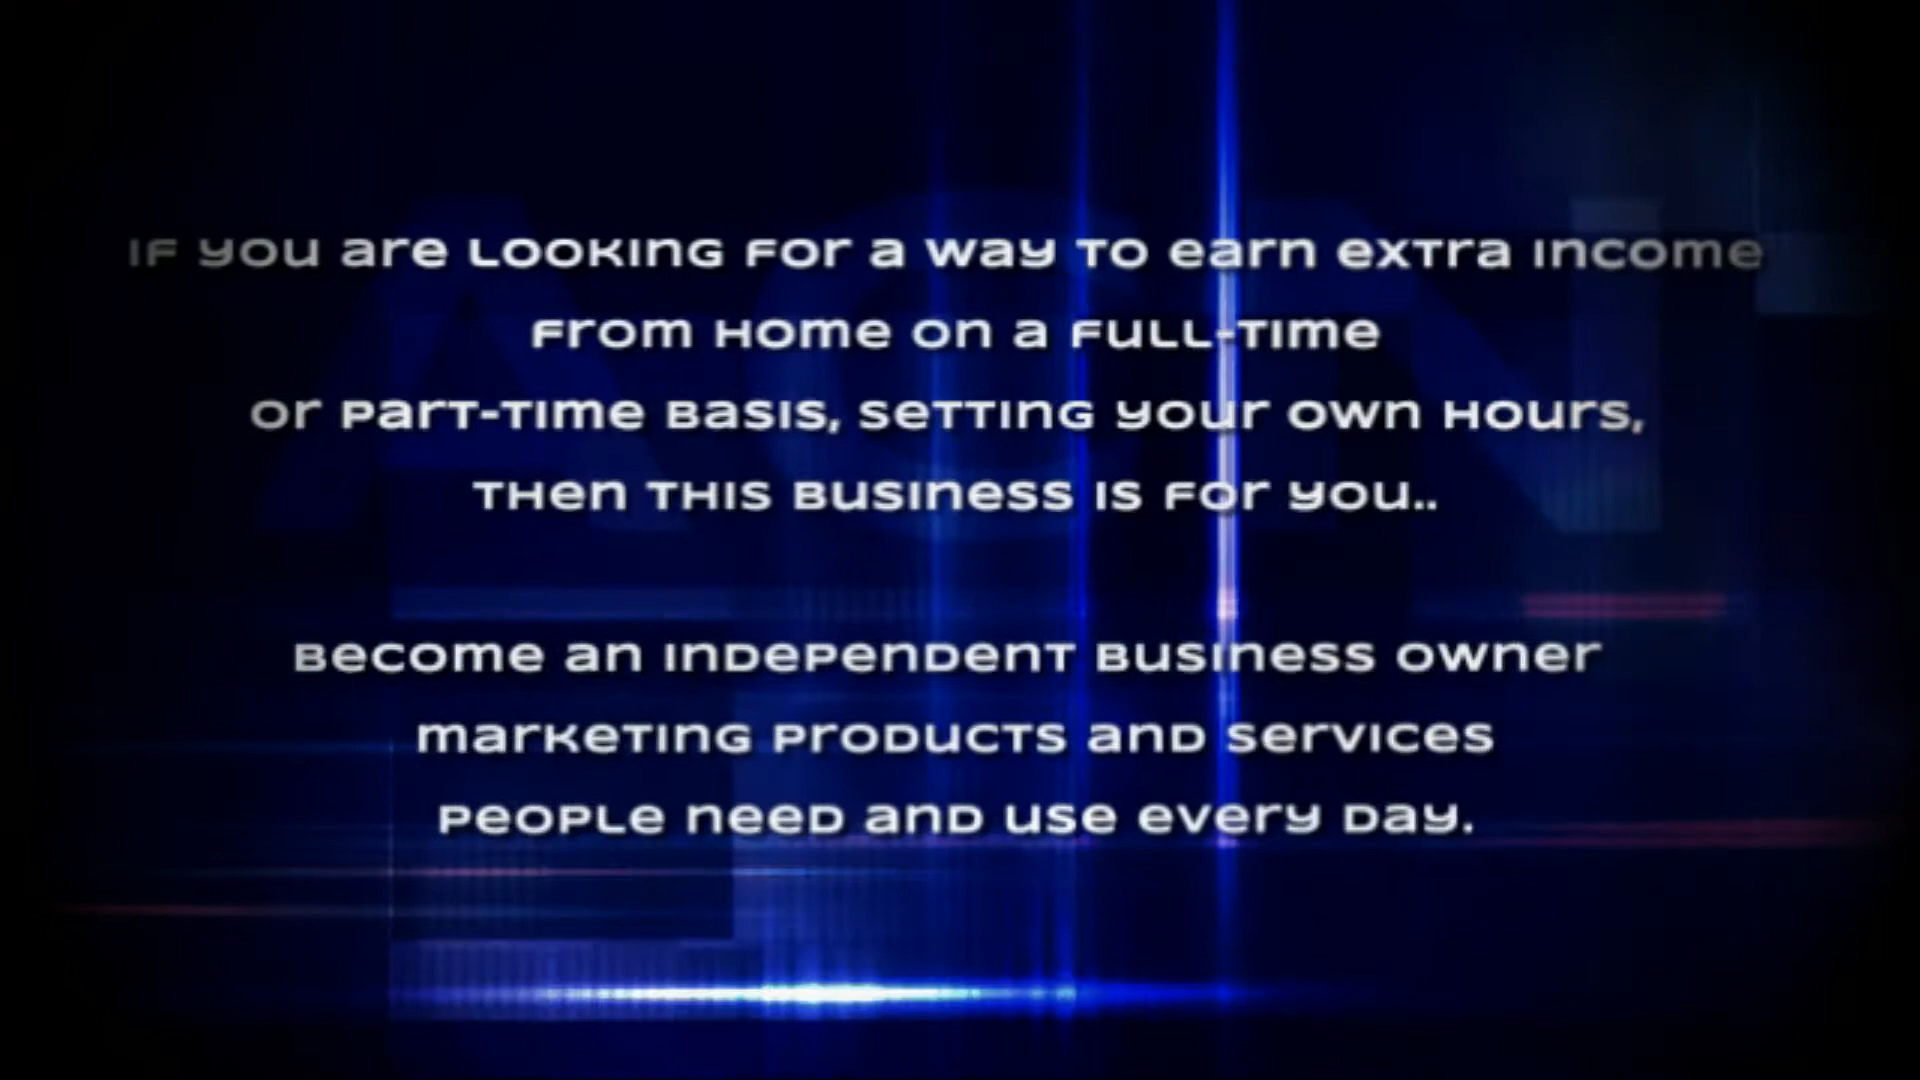 If you are looking for a way to earn extra income
from home on a full-time
or part-time basis, setting your own hours,
then this business is for you..
Become an independent business owner
marketing products and services
people need and use every day.